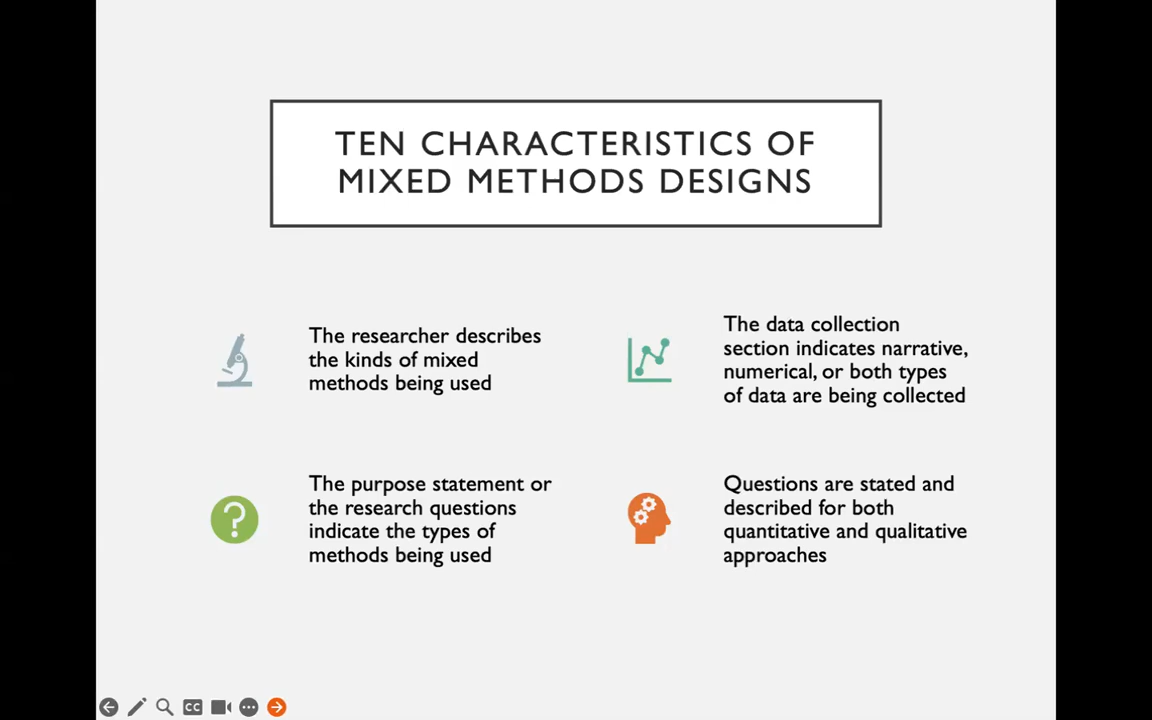 TEN CHARACTERISTICS OF
MIXED METHODS DESIGNS
The researcher describes
the kinds of mixed
methods being used
The data collection
section indicates narrative,
numerical, or both types
of data are being collected
The purpose statement or
the research questions
indicate the types of
methods being used
Questions are stated and
described for both
quantitative and qualitative
approaches
CC